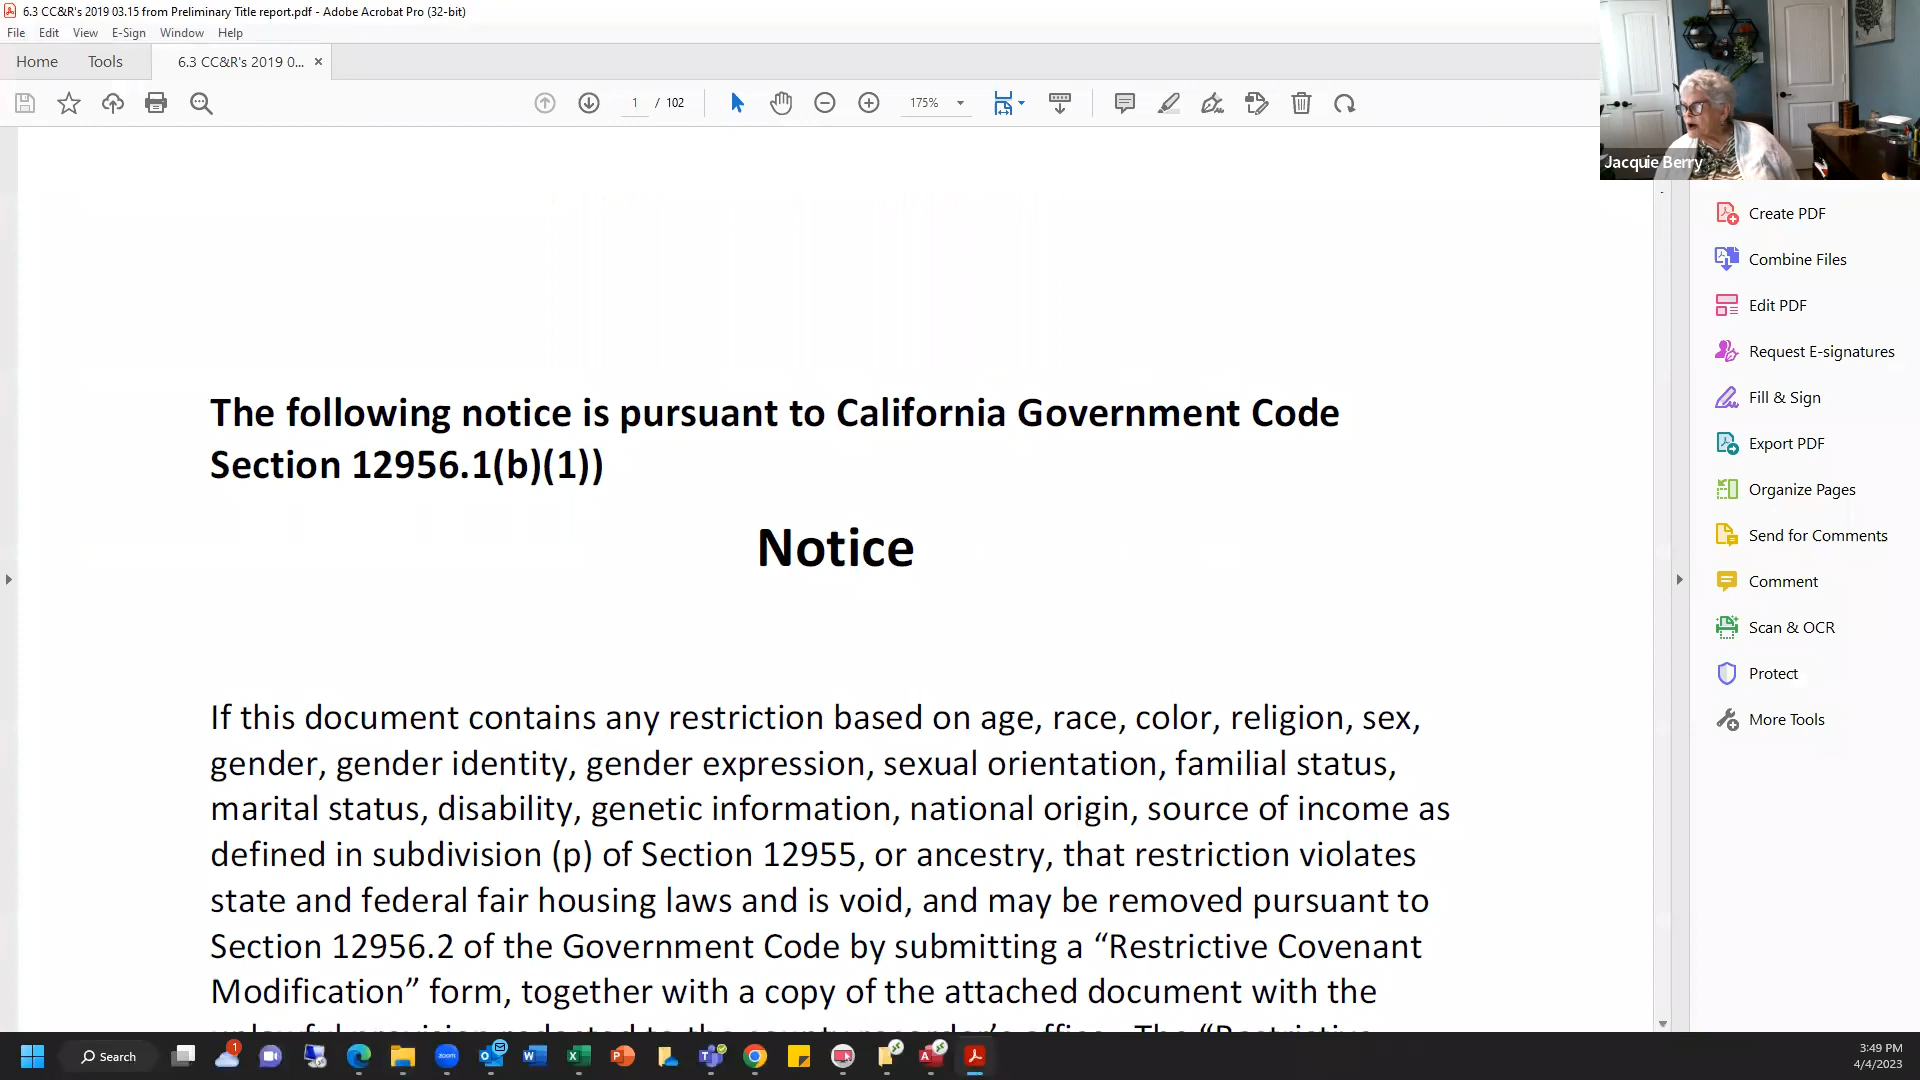 6.3 CC&R's 2019 03.15 from Preliminary Title report.pdf - Adobe Acrobat Pro (32-bit)
File Edit View E-Sign Window Help
Home Tools 6.3 CC&R's 2019 0... ×
1 / 102 175%
Jacquie Berry
Create PDF
Combine Files
Edit PDF
Request E-signatures
Fill & Sign
Export PDF
Organize Pages
Send for Comments
Comment
Scan & OCR
Protect
More Tools
The following notice is pursuant to California Government Code
Section 12956.1(b)(1))
Notice
If this document contains any restriction based on age, race, color, religion, sex,
gender, gender identity, gender expression, sexual orientation, familial status,
marital status, disability, genetic information, national origin, source of income as
defined in subdivision (p) of Section 12955, or ancestry, that restriction violates
state and federal fair housing laws and is void, and may be removed pursuant to
Section 12956.2 of the Government Code by submitting a “Restrictive Covenant
Modification” form, together with a copy of the attached document with the
Search
1
zoom
3:49 PM
4/4/2023